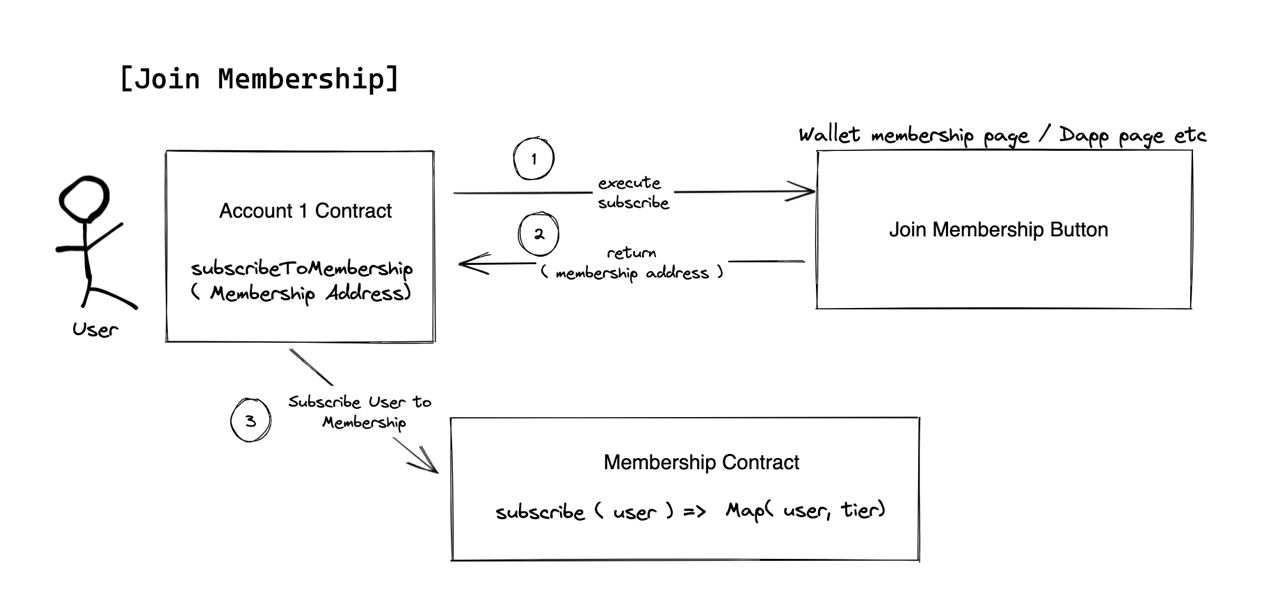 [Join Membership]
Wallet membership page / Dapp page etc
1
execute
subscribe
Account 1 Contract
subscribeToMembership
( Membership Address)
2
return
( membership address )
Join Membership Button
User
3
Subscribe User to
Membership
Membership Contract
subscribe ( user ) => Map( user, tier)